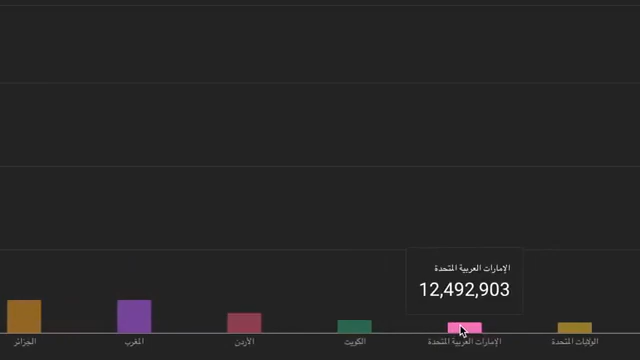 الإمارات العربية المتحدة
12,492,903
الولايات المتحدة
الإمارات العربية المتحدة
الكويت
الأردن
المغرب
الجزائر